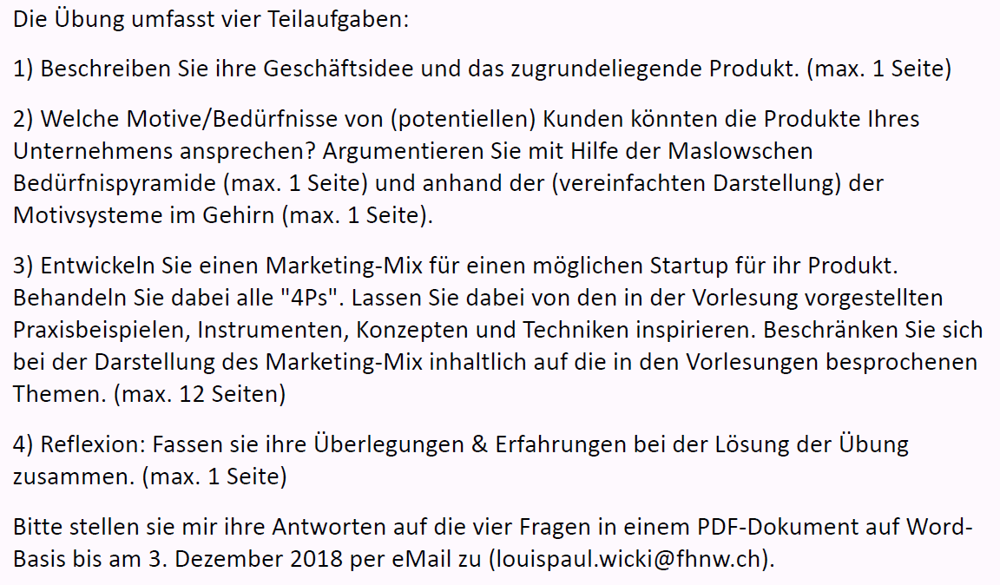 Die Übung umfasst vier Teilaufgaben:
1) Beschreiben Sie ihre Geschäftsidee und das zugrundeliegende Produkt. (max. 1 Seite)
2) Welche Motive/Bedürfnisse von (potentiellen) Kunden könnten die Produkte Ihres
Unternehmens ansprechen? Argumentieren Sie mit Hilfe der Maslowschen
Bedürfnispyramide (max. 1 Seite) und anhand der (vereinfachten Darstellung) der
Motivsysteme im Gehirn (max. 1 Seite).
3) Entwickeln Sie einen Marketing-Mix für einen möglichen Startup für ihr Produkt.
Behandeln Sie dabei alle "4Ps". Lassen Sie dabei von den in der Vorlesung vorgestellten
Praxisbeispielen, Instrumenten, Konzepten und Techniken inspirieren. Beschränken Sie sich
bei der Darstellung des Marketing-Mix inhaltlich auf die in den Vorlesungen besprochenen
Themen. (max. 12 Seiten)
4) Reflexion: Fassen sie ihre Überlegungen & Erfahrungen bei der Lösung der Übung
zusammen. (max. 1 Seite)
Bitte stellen sie mir ihre Antworten auf die vier Fragen in einem PDF-Dokument auf Word-
Basis bis am 3. Dezember 2018 per eMail zu (louispaul.wicki@fhnw.ch).